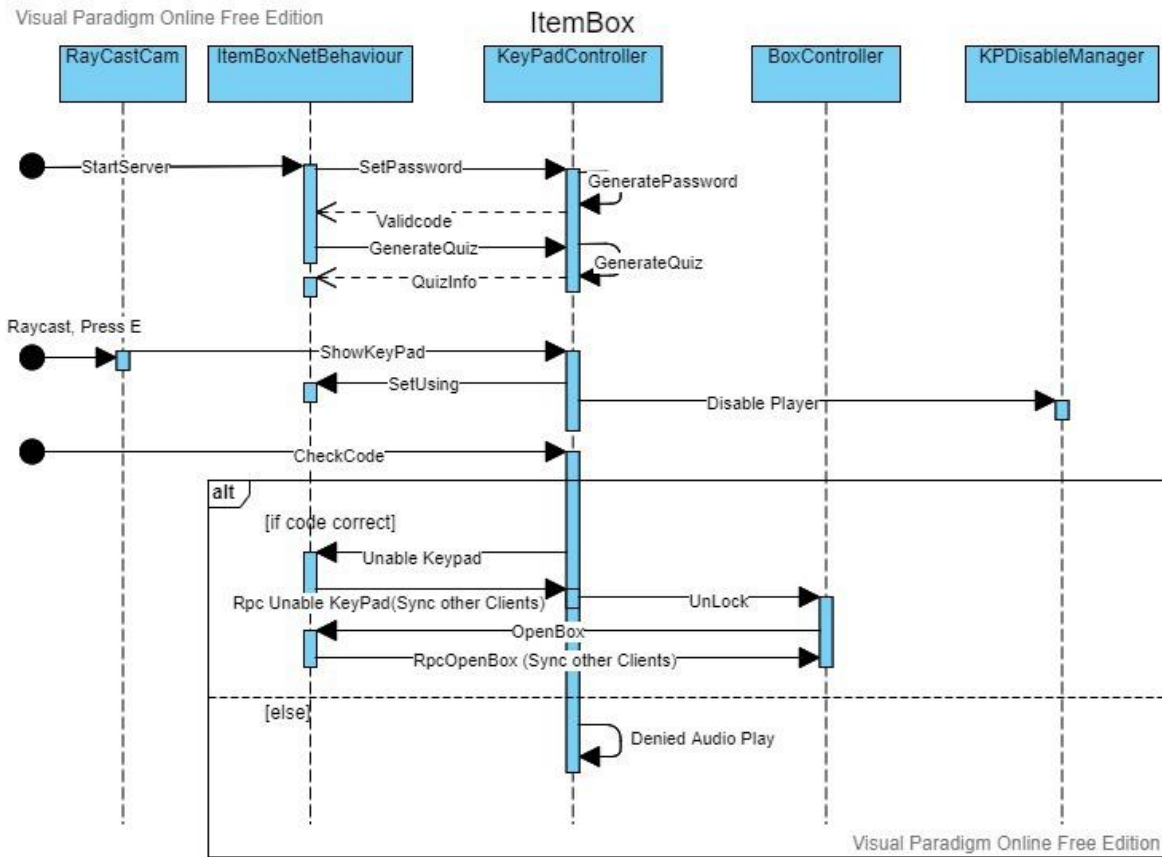 Visual Paradigm Online Free Edition
ItemBox
RayCastCam
ItemBoxNetBehaviour
KeyPadController
BoxController
KPDisableManager
StartServer
SetPassword
GeneratePassword
Validcode
GenerateQuiz
GenerateQuiz
QuizInfo
Raycast, Press E
ShowKeyPad
SetUsing
Disable Player
CheckCode
alt
[if code correct]
Unable Keypad
Rpc Unable KeyPad(Sync other Clients)
UnLock
OpenBox
RpcOpenBox (Sync other Clients)
[else]
Denied Audio Play
Visual Paradigm Online Free Edition